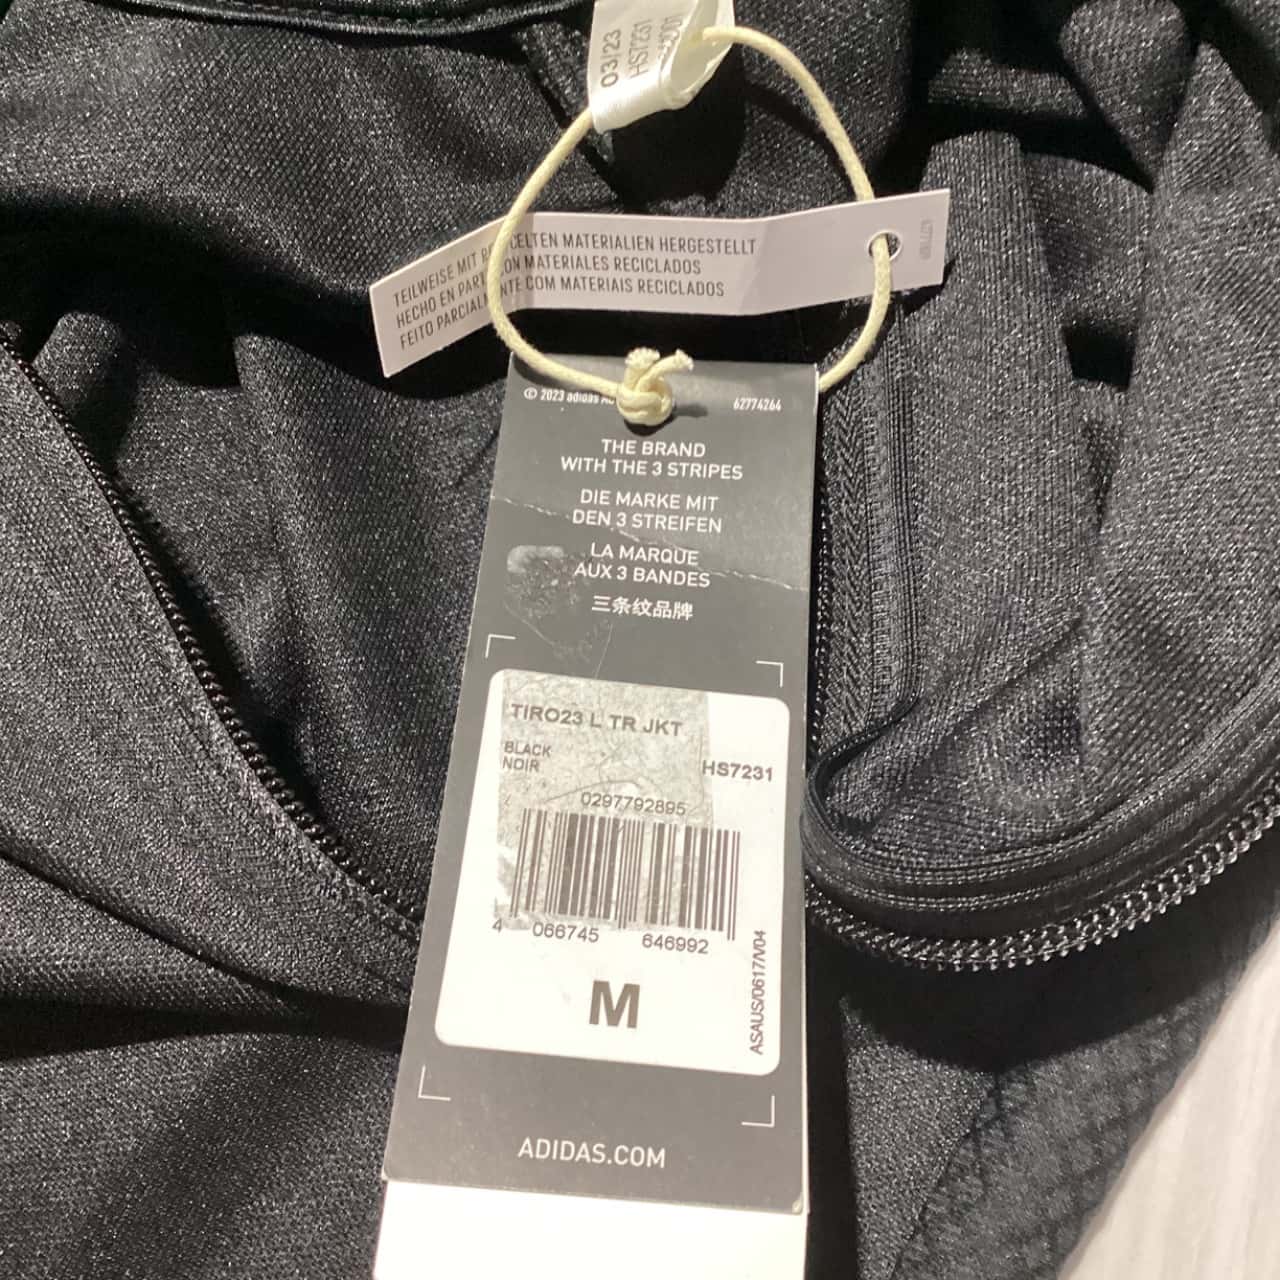 03/23
HS7231
TEILWEISE MIT CELTEN MATERIALIEN HERGESTELLT
HECHO EN PART ON MATERIALES RECICLADOS
FEITO PARCIALM NTE COM MATERIAIS RECICLADOS
© 2023 adidas
62774264
THE BRAND
WITH THE 3 STRIPES
DIE MARKE MIT
DEN 3 STREIFEN
LA MARQUE
AUX 3 BANDES
三条纹品牌
TIRO23 L TR JKT
BLACK
NOIR
HS7231
0297792895
4 066745 646992
M
ASAUS/0617/V04
ADIDAS.COM